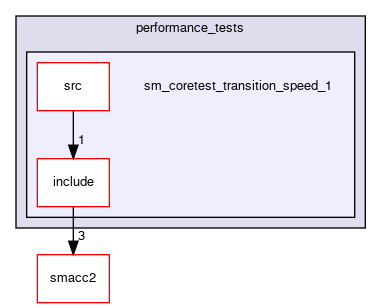 performance_tests
src
sm_coretest_transition_speed_1
1
include
3
smacc2